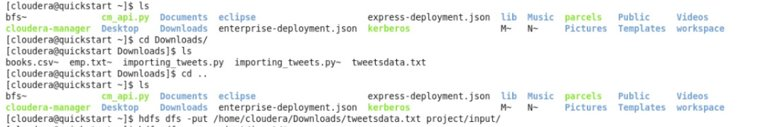 [cloudera@quickstart ~]$ ls
bfs~ cm_api.py Documents eclipse express-deployment.json lib Music parcels Public Videos
cloudera-manager Desktop Downloads enterprise-deployment.json kerberos M~ N~ Pictures Templates workspace
[cloudera@quickstart ~]$ cd Downloads/
[cloudera@quickstart Downloads]$ ls
books.csv~ emp.txt~ importing_tweets.py importing_tweets.py~ tweetsdata.txt
[cloudera@quickstart Downloads]$ cd ..
[cloudera@quickstart ~]$ ls
bfs~ cm_api.py Documents eclipse express-deployment.json lib Music parcels Public Videos
cloudera-manager Desktop Downloads enterprise-deployment.json kerberos M~ N~ Pictures Templates workspace
[cloudera@quickstart ~]$ hdfs dfs -put /home/cloudera/Downloads/tweetsdata.txt project/input/